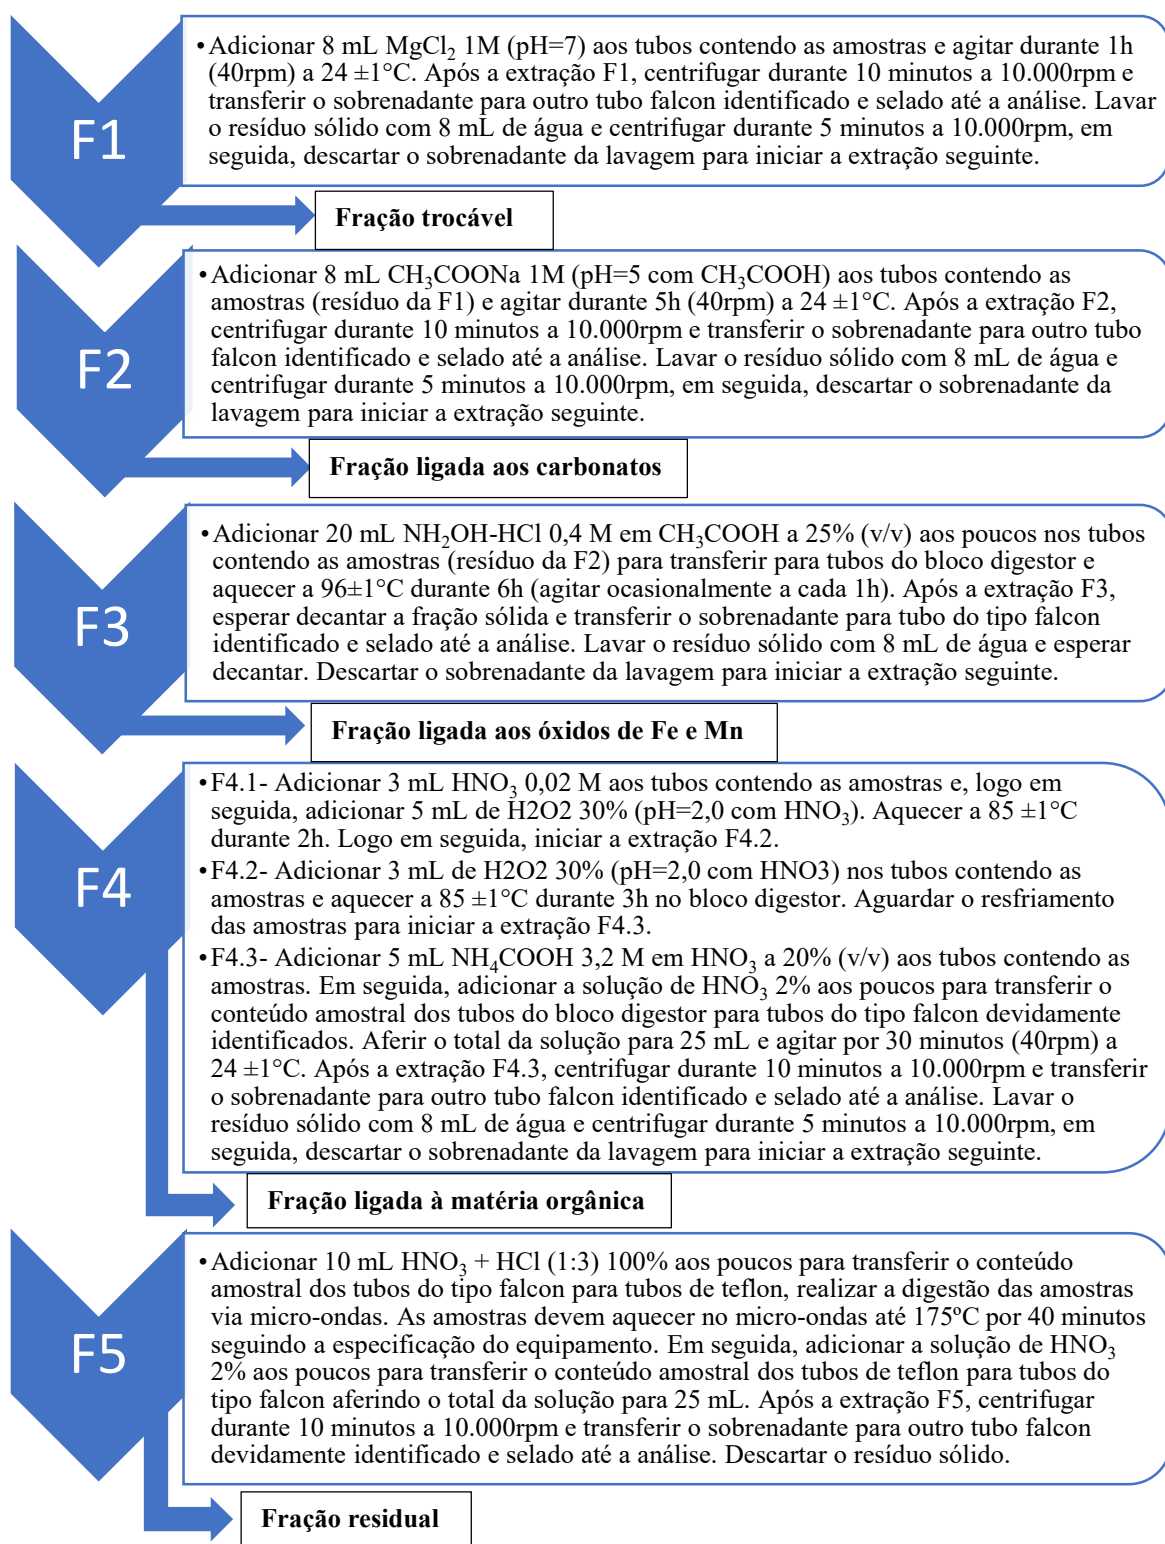 F1
•Adicionar 8 mL MgCl₂ 1M (pH=7) aos tubos contendo as amostras e agitar durante 1h
(40rpm) a 24 ±1°C. Após a extração F1, centrifugar durante 10 minutos a 10.000rpm e
transferir o sobrenadante para outro tubo falcon identificado e selado até a análise. Lavar
o resíduo sólido com 8 mL de água e centrifugar durante 5 minutos a 10.000rpm, em
seguida, descartar o sobrenadante da lavagem para iniciar a extração seguinte.
Fração trocável
F2
•Adicionar 8 mL CH₃COONa 1M (pH=5 com CH₃COOH) aos tubos contendo as
amostras (resíduo da F1) e agitar durante 5h (40rpm) a 24 ±1°C. Após a extração F2,
centrifugar durante 10 minutos a 10.000rpm e transferir o sobrenadante para outro tubo
falcon identificado e selado até a análise. Lavar o resíduo sólido com 8 mL de água e
centrifugar durante 5 minutos a 10.000rpm, em seguida, descartar o sobrenadante da
lavagem para iniciar a extração seguinte.
Fração ligada aos carbonatos
F3
•Adicionar 20 mL NH₂OH-HCl 0,4 M em CH₃COOH a 25% (v/v) aos poucos nos tubos
contendo as amostras (resíduo da F2) para transferir para tubos do bloco digestor e
aquecer a 96±1°C durante 6h (agitar ocasionalmente a cada 1h). Após a extração F3,
esperar decantar a fração sólida e transferir o sobrenadante para tubo do tipo falcon
identificado e selado até a análise. Lavar o resíduo sólido com 8 mL de água e esperar
decantar. Descartar o sobrenadante da lavagem para iniciar a extração seguinte.
Fração ligada aos óxidos de Fe e Mn
F4
•F4.1- Adicionar 3 mL HNO₃ 0,02 M aos tubos contendo as amostras e, logo em
seguida, adicionar 5 mL de H2O2 30% (pH=2,0 com HNO₃). Aquecer a 85 ±1°C
durante 2h. Logo em seguida, iniciar a extração F4.2.
•F4.2- Adicionar 3 mL de H2O2 30% (pH=2,0 com HNO3) nos tubos contendo as
amostras e aquecer a 85 ±1°C durante 3h no bloco digestor. Aguardar o resfriamento
das amostras para iniciar a extração F4.3.
•F4.3- Adicionar 5 mL NH₄COOH 3,2 M em HNO₃ a 20% (v/v) aos tubos contendo as
amostras. Em seguida, adicionar a solução de HNO₃ 2% aos poucos para transferir o
conteúdo amostral dos tubos do bloco digestor para tubos do tipo falcon devidamente
identificados. Aferir o total da solução para 25 mL e agitar por 30 minutos (40rpm) a
24 ±1°C. Após a extração F4.3, centrifugar durante 10 minutos a 10.000rpm e transferir
o sobrenadante para outro tubo falcon identificado e selado até a análise. Lavar o
resíduo sólido com 8 mL de água e centrifugar durante 5 minutos a 10.000rpm, em
seguida, descartar o sobrenadante da lavagem para iniciar a extração seguinte.
Fração ligada à matéria orgânica
F5
•Adicionar 10 mL HNO₃ + HCl (1:3) 100% aos poucos para transferir o conteúdo
amostral dos tubos do tipo falcon para tubos de teflon, realizar a digestão das amostras
via micro-ondas. As amostras devem aquecer no micro-ondas até 175ºC por 40 minutos
seguindo a especificação do equipamento. Em seguida, adicionar a solução de HNO₃
2% aos poucos para transferir o conteúdo amostral dos tubos de teflon para tubos do
tipo falcon aferindo o total da solução para 25 mL. Após a extração F5, centrifugar
durante 10 minutos a 10.000rpm e transferir o sobrenadante para outro tubo falcon
devidamente identificado e selado até a análise. Descartar o resíduo sólido.
Fração residual